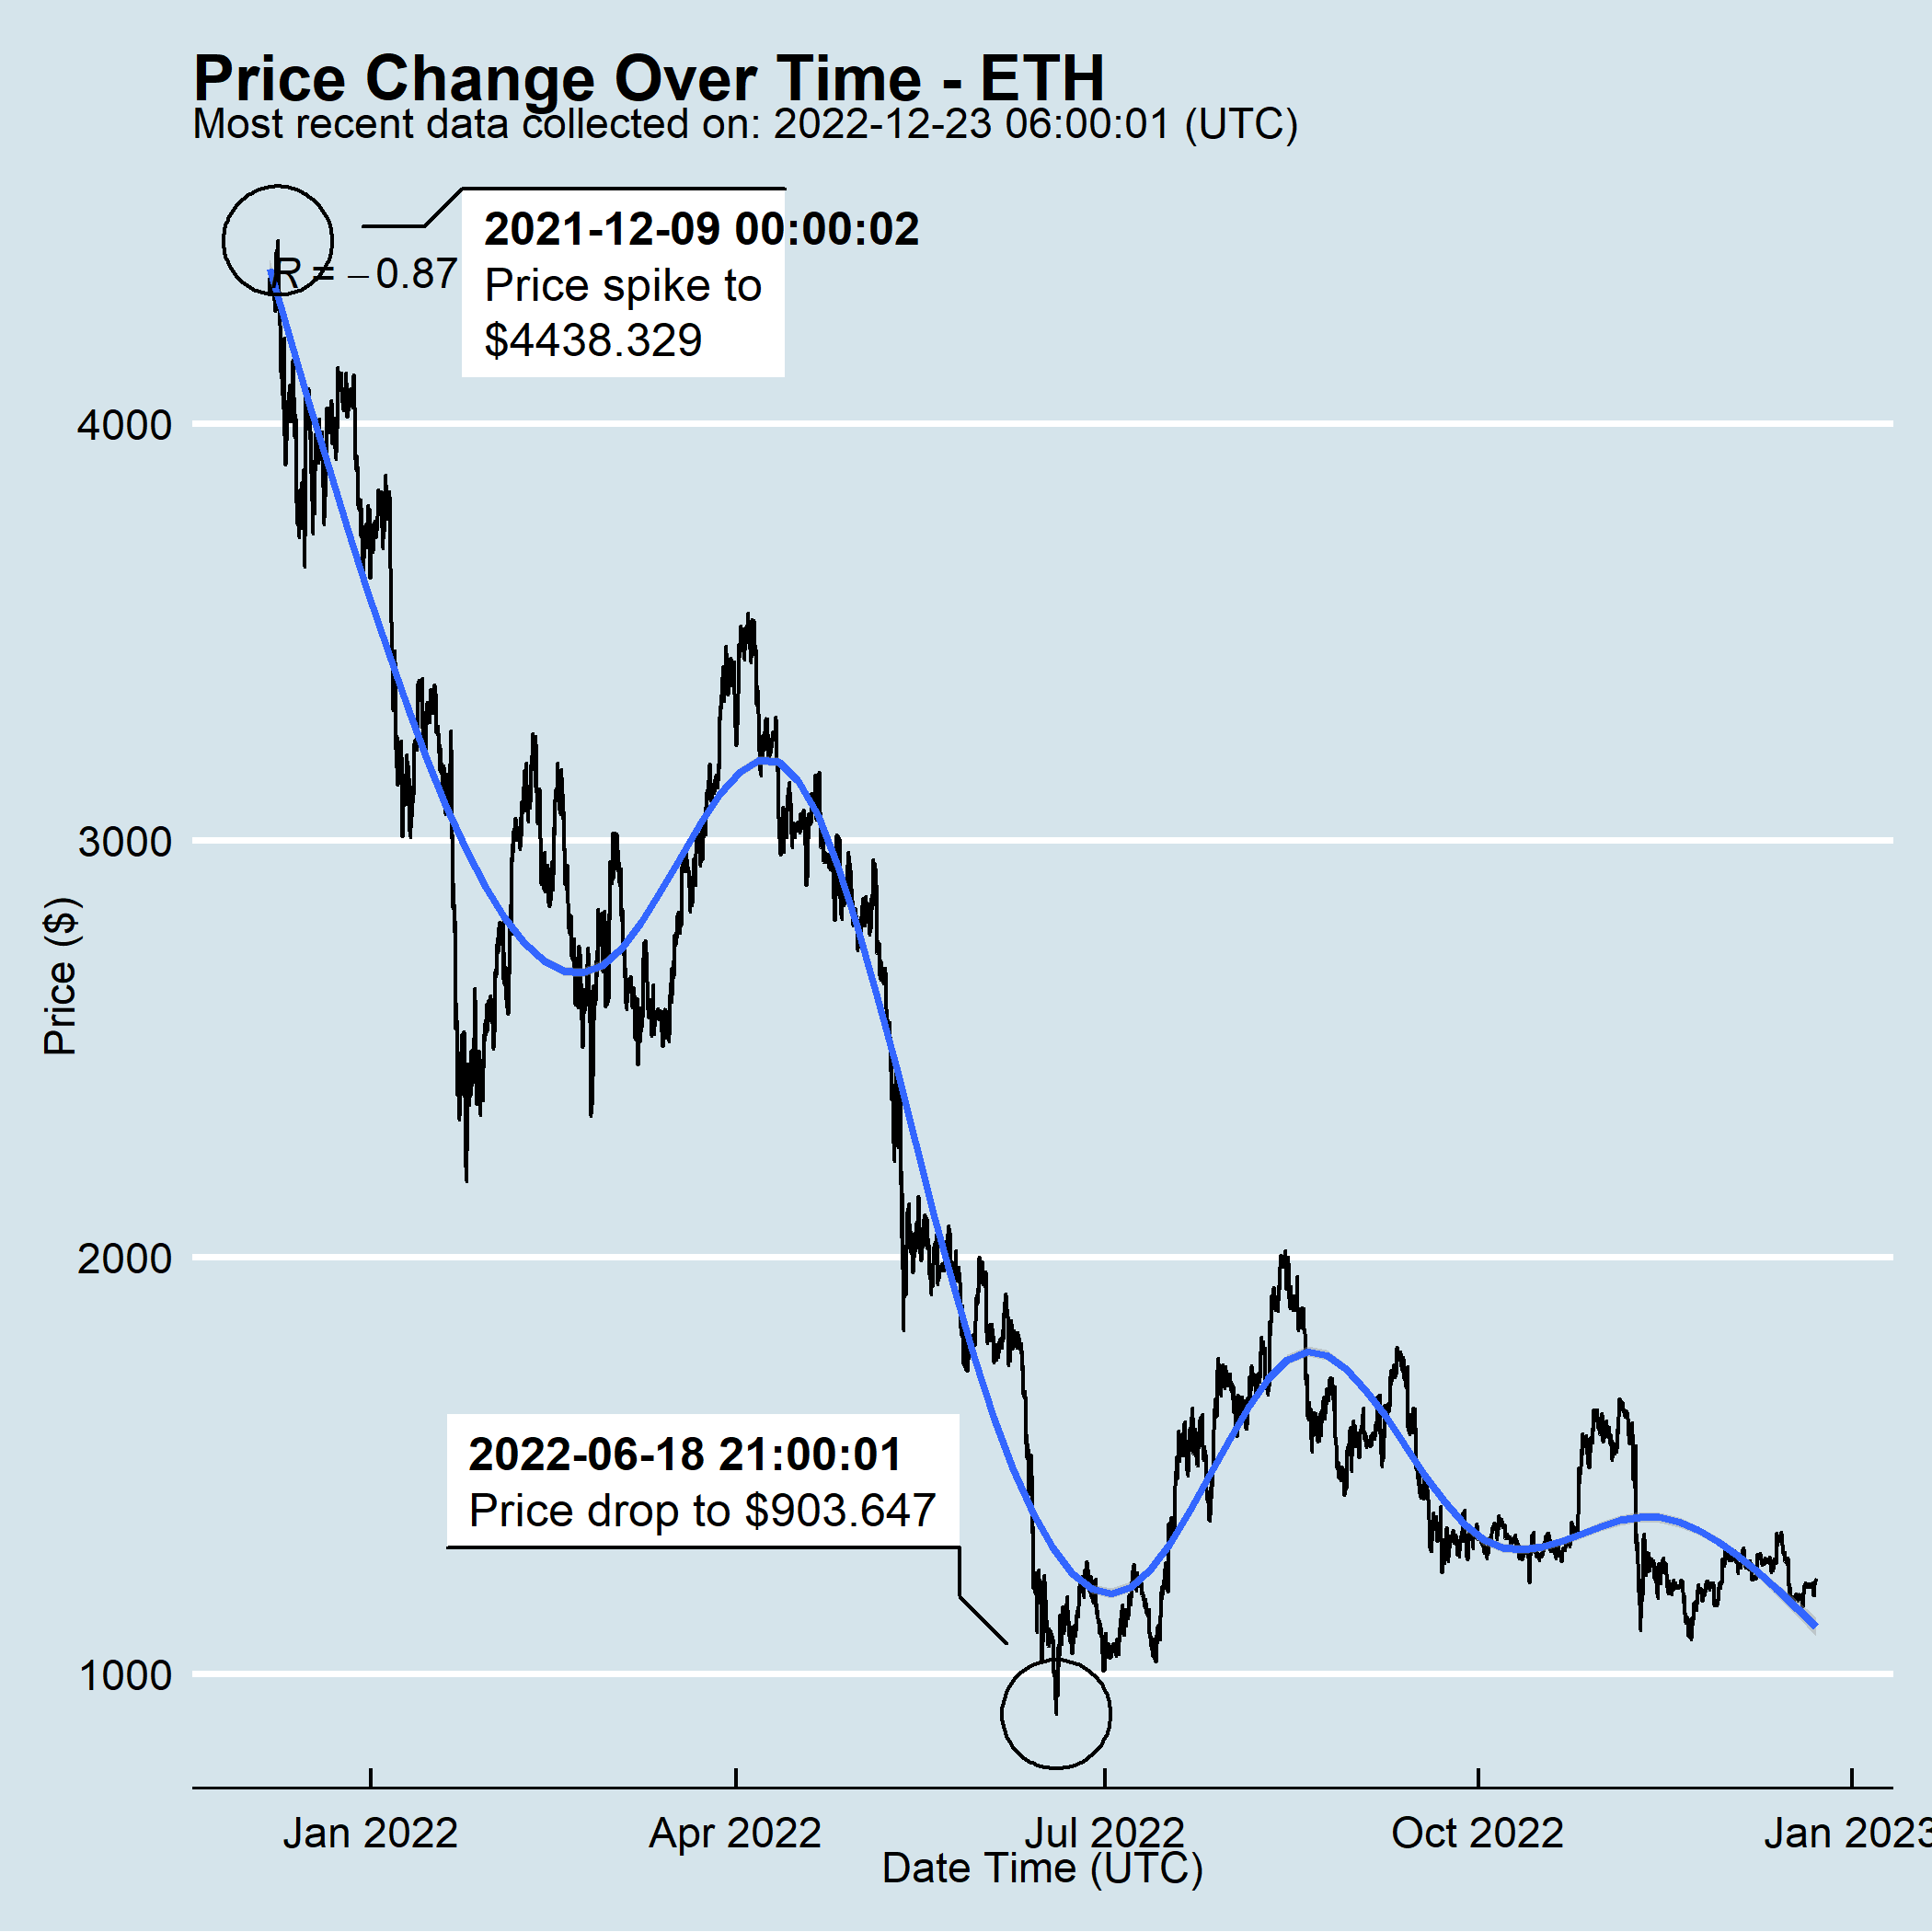 Price Change Over Time - ETH
Most recent data collected on: 2022-12-23 06:00:01 (UTC)
2021-12-09 00:00:02
Price spike to
$4438.329
R = −0.87
4000
3000
2000
1000
Price ($)
2022-06-18 21:00:01
Price drop to $903.647
Jan 2022
Apr 2022
Jul 2022
Oct 2022
Jan 2023
Date Time (UTC)